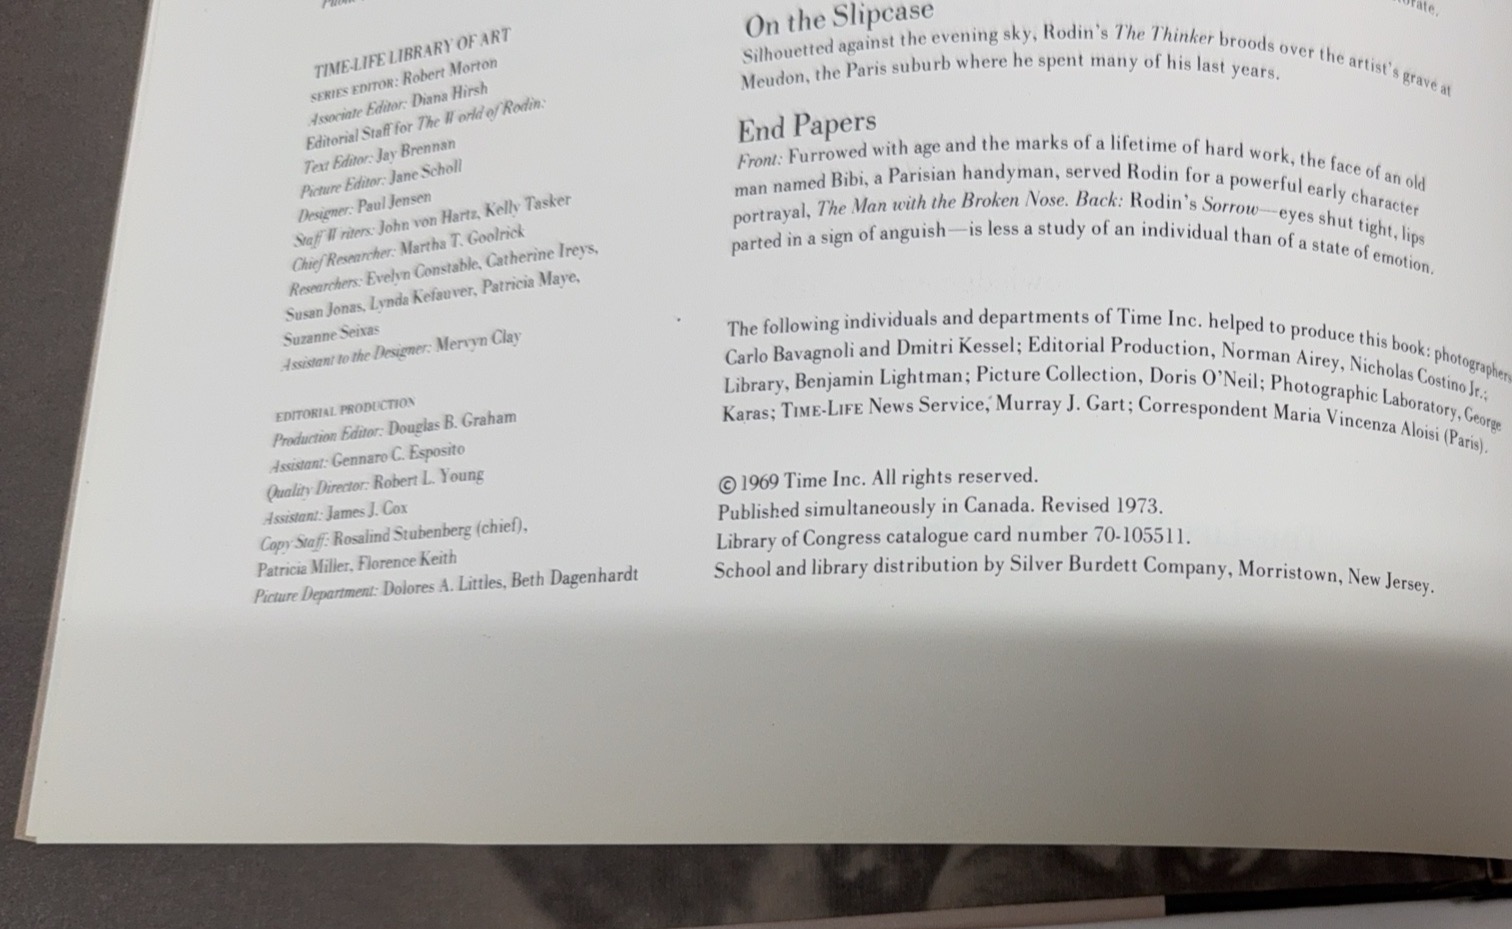 TIME-LIFE LIBRARY OF ART
SERIES EDITOR: Robert Morton
Associate Editor: Diana Hirsh
Editorial Staff for The World of Rodin:
Text Editor: Jay Brennan
Picture Editor: Jane Scholl
Designer: Paul Jensen
Staff Writers: John von Hartz, Kelly Tasker
Chief Researcher: Martha T. Goolrick
Researchers: Evelyn Constable, Catherine Ireys,
Susan Jonas, Lynda Kefauver, Patricia Maye,
Suzanne Seixas
Assistant to the Designer: Mervyn Clay
EDITORIAL PRODUCTION
Production Editor: Douglas B. Graham
Assistant: Gennaro C. Esposito
Quality Director: Robert L. Young
Assistant: James J. Cox
Copy Staff: Rosalind Stubenberg (chief),
Patricia Miller, Florence Keith
Picture Department: Dolores A. Littles, Beth Dagenhardt
On the Slipcase
Silhouetted against the evening sky, Rodin's The Thinker broods over the artist's grave at
Meudon, the Paris suburb where he spent many of his last years.
End Papers
Front: Furrowed with age and the marks of a lifetime of hard work, the face of an old
man named Bibi, a Parisian handyman, served Rodin for a powerful early character
portrayal, The Man with the Broken Nose. Back: Rodin's Sorrow—eyes shut tight, lips
parted in a sign of anguish—is less a study of an individual than of a state of emotion.
The following individuals and departments of Time Inc. helped to produce this book: photographers
Carlo Bavagnoli and Dmitri Kessel; Editorial Production, Norman Airey, Nicholas Costino Jr.;
Library, Benjamin Lightman; Picture Collection, Doris O'Neil; Photographic Laboratory, George
Karas; TIME-LIFE News Service, Murray J. Gart; Correspondent Maria Vincenza Aloisi (Paris).
© 1969 Time Inc. All rights reserved.
Published simultaneously in Canada. Revised 1973.
Library of Congress catalogue card number 70-105511.
School and library distribution by Silver Burdett Company, Morristown, New Jersey.